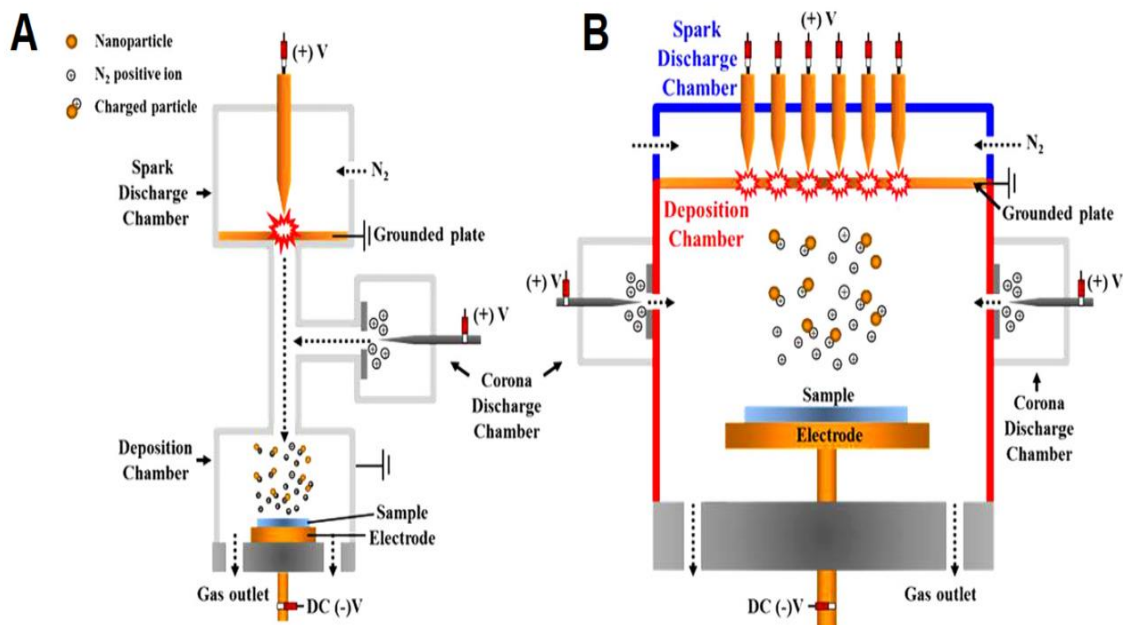 A
Nanoparticle
N₂ positive ion
Charged particle
(+) V
Spark
Discharge
Chamber
N₂
Grounded plate
(+) V
Corona
Discharge
Chamber
Deposition
Chamber
Sample
Electrode
Gas outlet
DC (-)V
B
(+) V
Spark
Discharge
Chamber
N₂
Grounded plate
Deposition
Chamber
(+) V
(+) V
Sample
Electrode
Corona
Discharge
Chamber
Gas outlet
DC (-)V